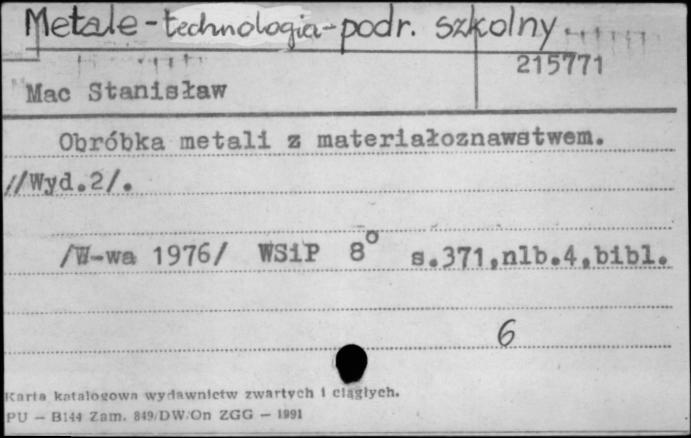 Metale - technologia - podr. szkolny
215771
Mac Stanisław
Obróbka metali z materiałoznawstwem.
//Wyd.2/.
/W-wa 1976/ WSiP 8° s.371,nlb.4,bibl.
6
Karta katalogowa wydawnictw zwartych i ciągłych.
PU — B144 Zam. 849/DW/On ZGG — 1991